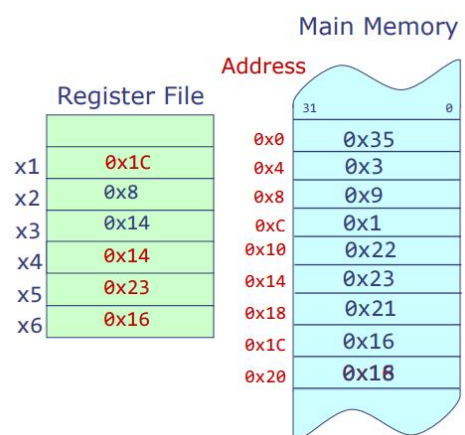 Main Memory
Address
Register File
31 0
0x0 0x35
x1 0x1C
0x4 0x3
x2 0x8
0x8 0x9
x3 0x14
0xC 0x1
x4 0x14
0x10 0x22
x5 0x23
0x14 0x23
x6 0x16
0x18 0x21
0x1C 0x16
0x20